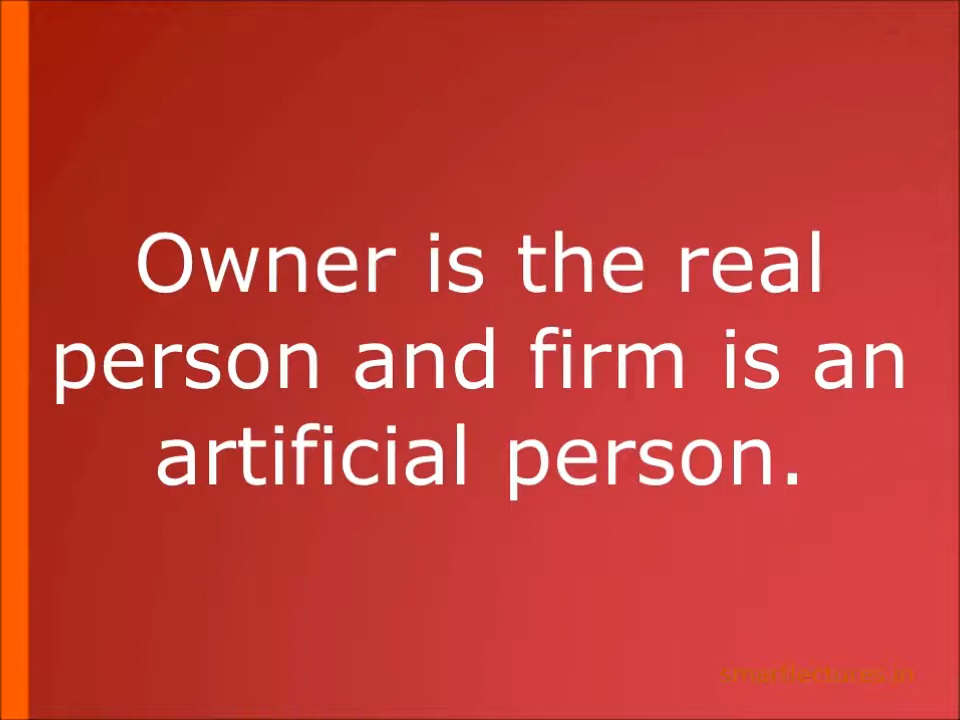 Owner is the real
person and firm is an
artificial person.
smartlectures.in